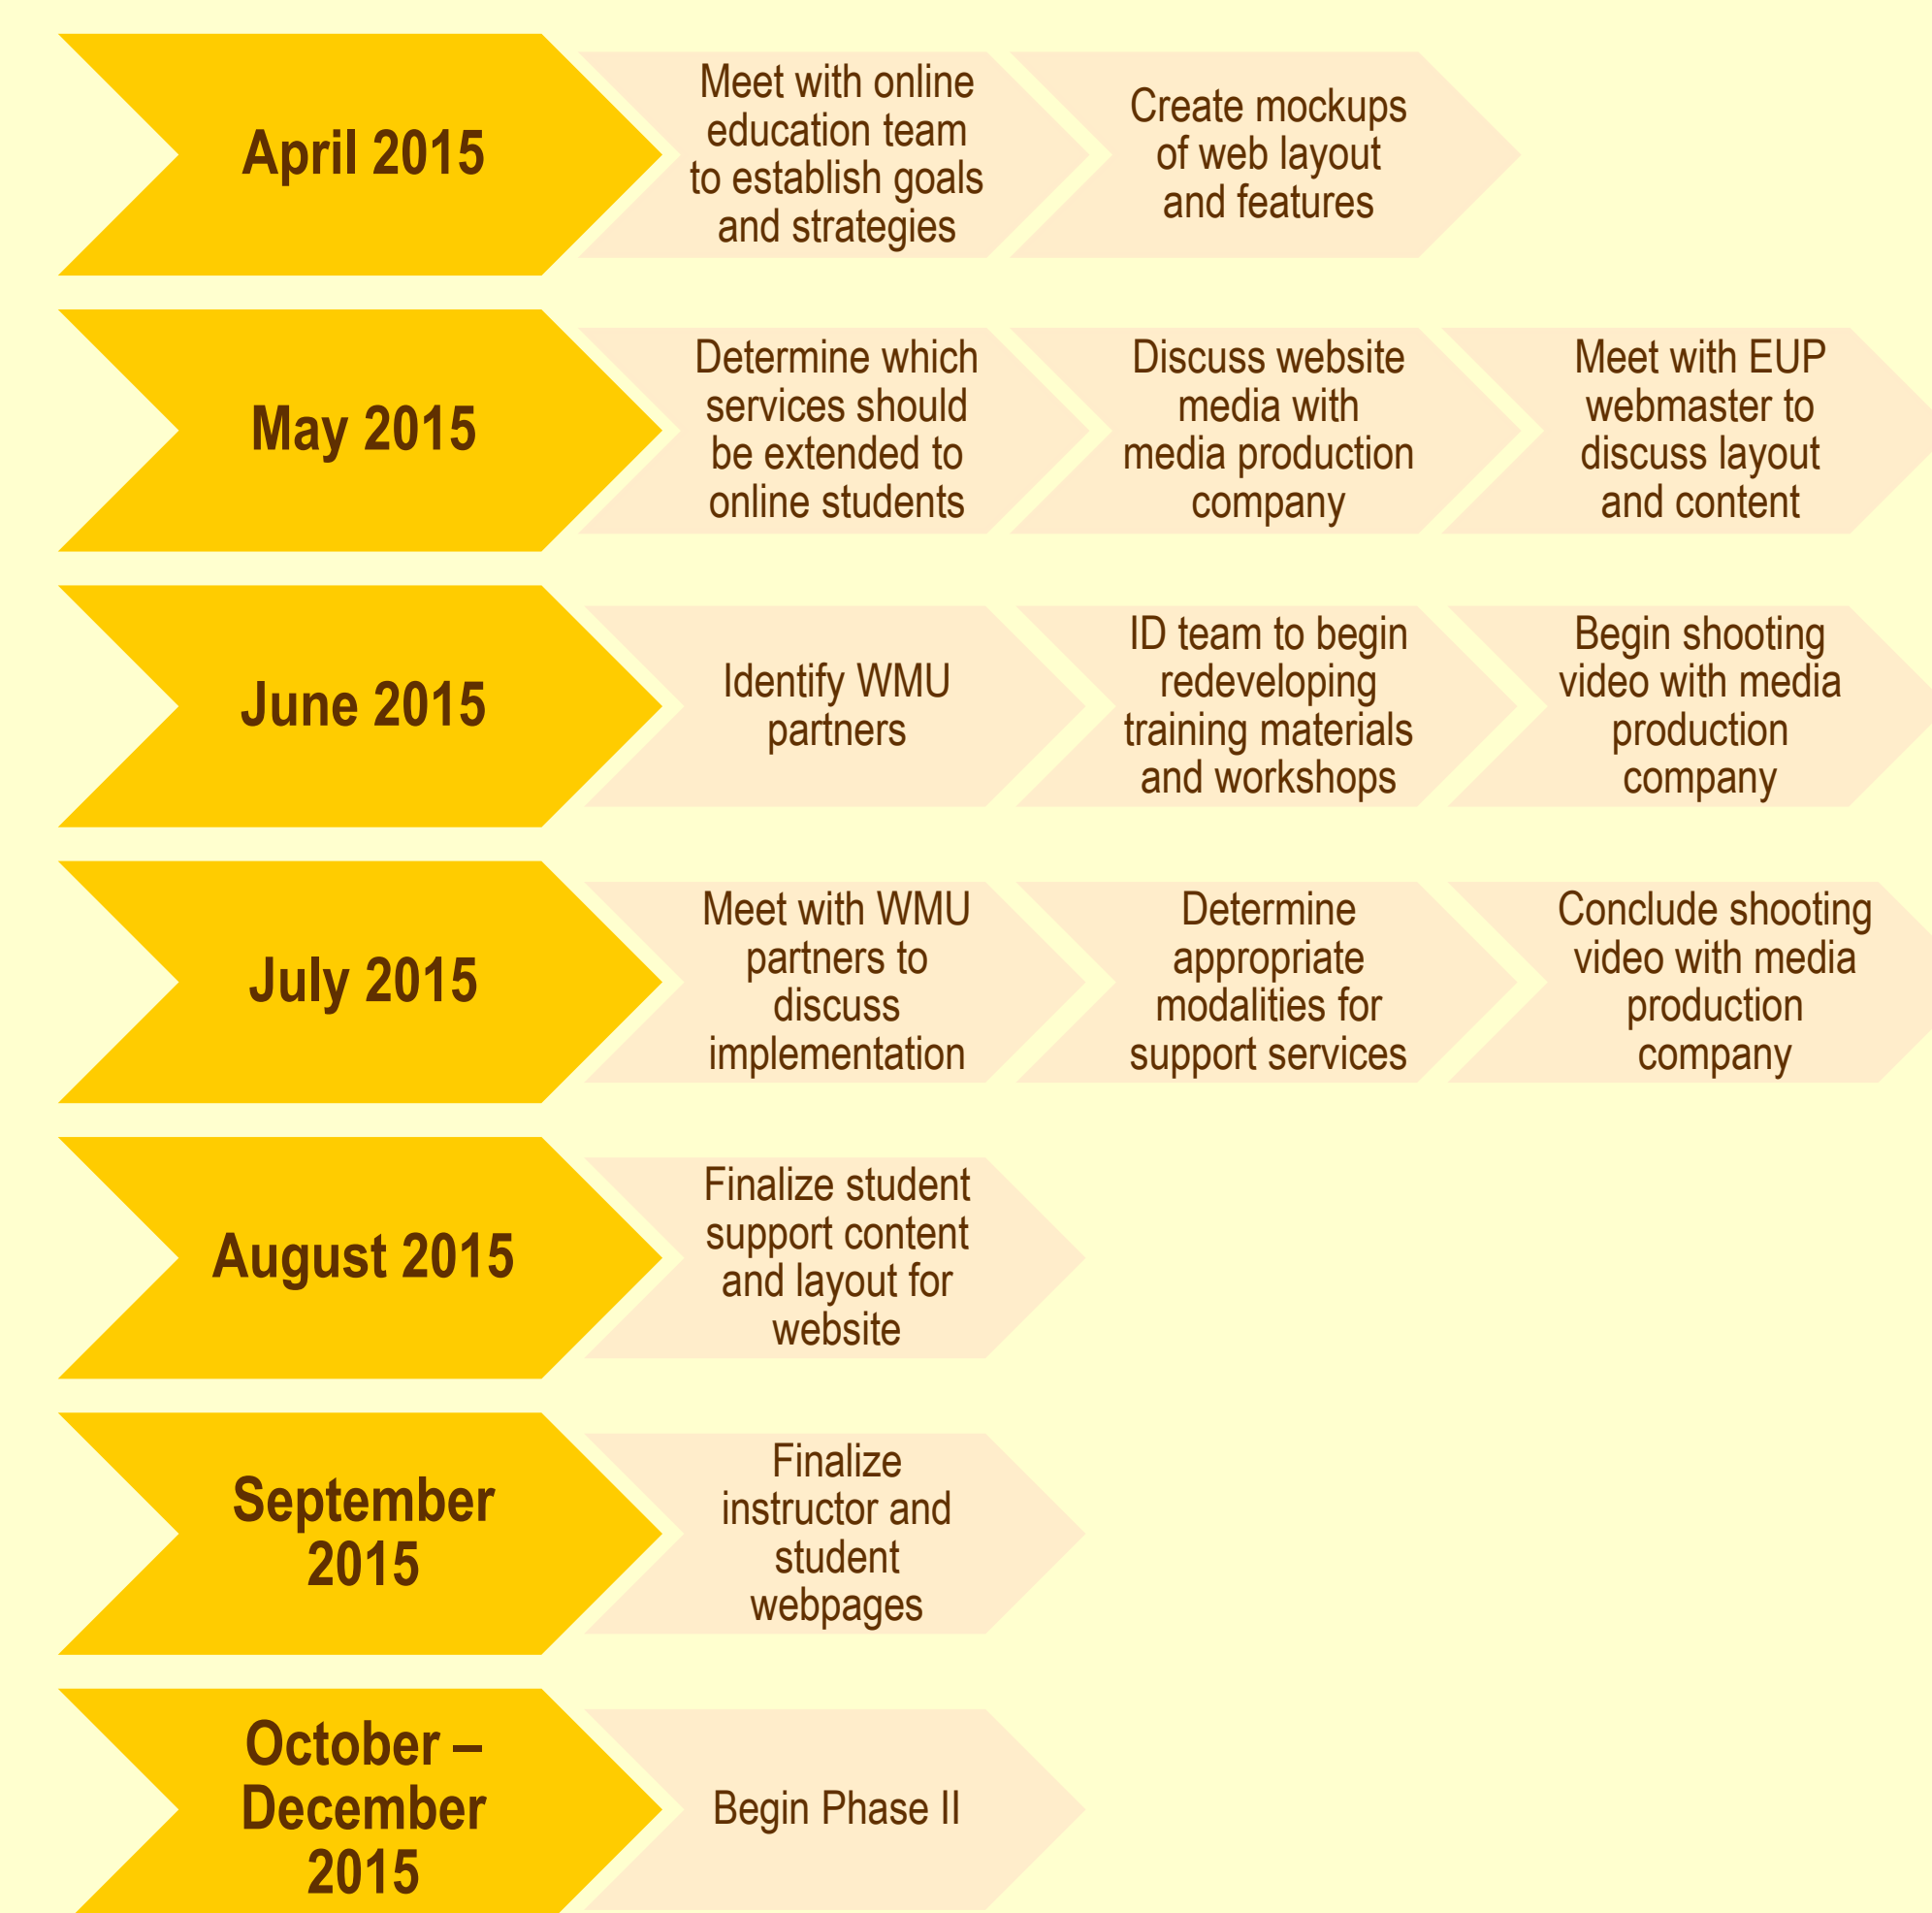 April 2015
Meet with online
education team
to establish goals
and strategies
Create mockups
of web layout
and features
May 2015
Determine which
services should
be extended to
online students
Discuss website
media with
media production
company
Meet with EUP
webmaster to
discuss layout
and content
June 2015
Identify WMU
partners
ID team to begin
redeveloping
training materials
and workshops
Begin shooting
video with media
production
company
July 2015
Meet with WMU
partners to
discuss
implementation
Determine
appropriate
modalities for
support services
Conclude shooting
video with media
production
company
August 2015
Finalize student
support content
and layout for
website
September
2015
Finalize
instructor and
student
webpages
October –
December
2015
Begin Phase II